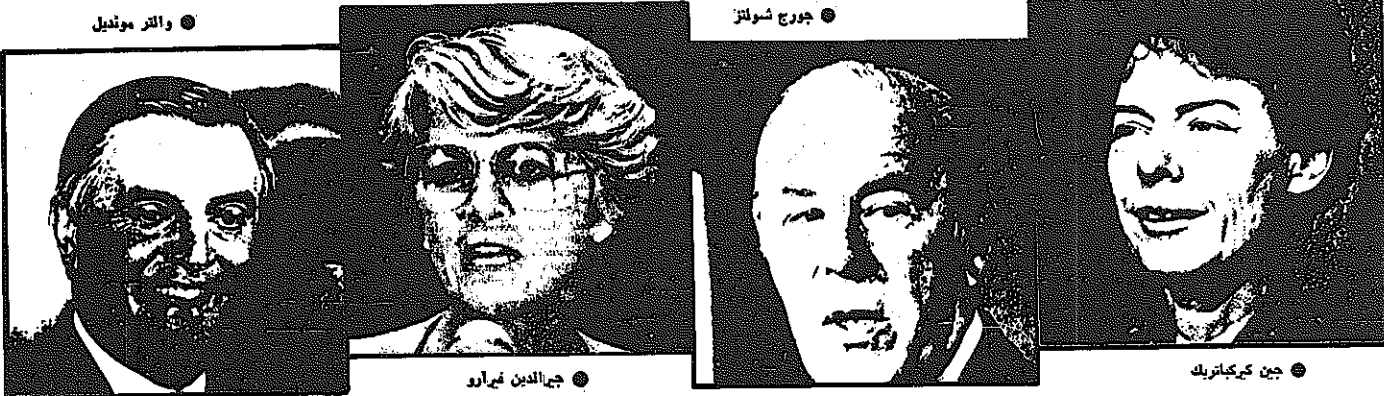 ● جورج شولتز
● والتر مونديل
● جين كيركباتريك
● جيرالدين فيرارو